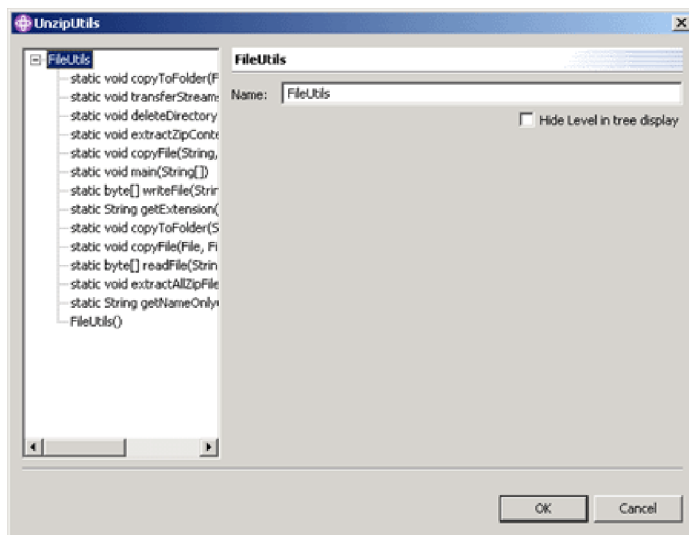 UnzipUtils
FileUtils
static void copyToFolder(F
static void transferStream
static void deleteDirectory
static void extractZipConte
static void copyFile(String,
static void main(String[])
static byte[] writeFile(Strin
static String getExtension(
static void copyToFolder(S
static void copyFile(File, Fi
static byte[] readFile(Strin
static void extractAllZipFile
static String getNameOnly
FileUtils()
FileUtils
Name: FileUtils
Hide Level in tree display
OK Cancel